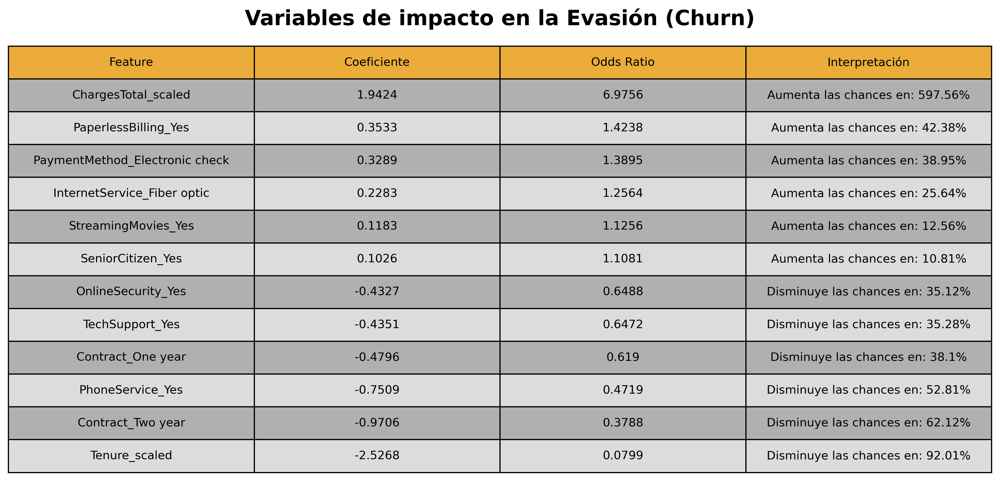 Variables de impacto en la Evasión (Churn)
Feature Coeficiente Odds Ratio Interpretación
ChargesTotal_scaled 1.9424 6.9756 Aumenta las chances en: 597.56%
PaperlessBilling_Yes 0.3533 1.4238 Aumenta las chances en: 42.38%
PaymentMethod_Electronic check 0.3289 1.3895 Aumenta las chances en: 38.95%
InternetService_Fiber optic 0.2283 1.2564 Aumenta las chances en: 25.64%
StreamingMovies_Yes 0.1183 1.1256 Aumenta las chances en: 12.56%
SeniorCitizen_Yes 0.1026 1.1081 Aumenta las chances en: 10.81%
OnlineSecurity_Yes -0.4327 0.6488 Disminuye las chances en: 35.12%
TechSupport_Yes -0.4351 0.6472 Disminuye las chances en: 35.28%
Contract_One year -0.4796 0.619 Disminuye las chances en: 38.1%
PhoneService_Yes -0.7509 0.4719 Disminuye las chances en: 52.81%
Contract_Two year -0.9706 0.3788 Disminuye las chances en: 62.12%
Tenure_scaled -2.5268 0.0799 Disminuye las chances en: 92.01%